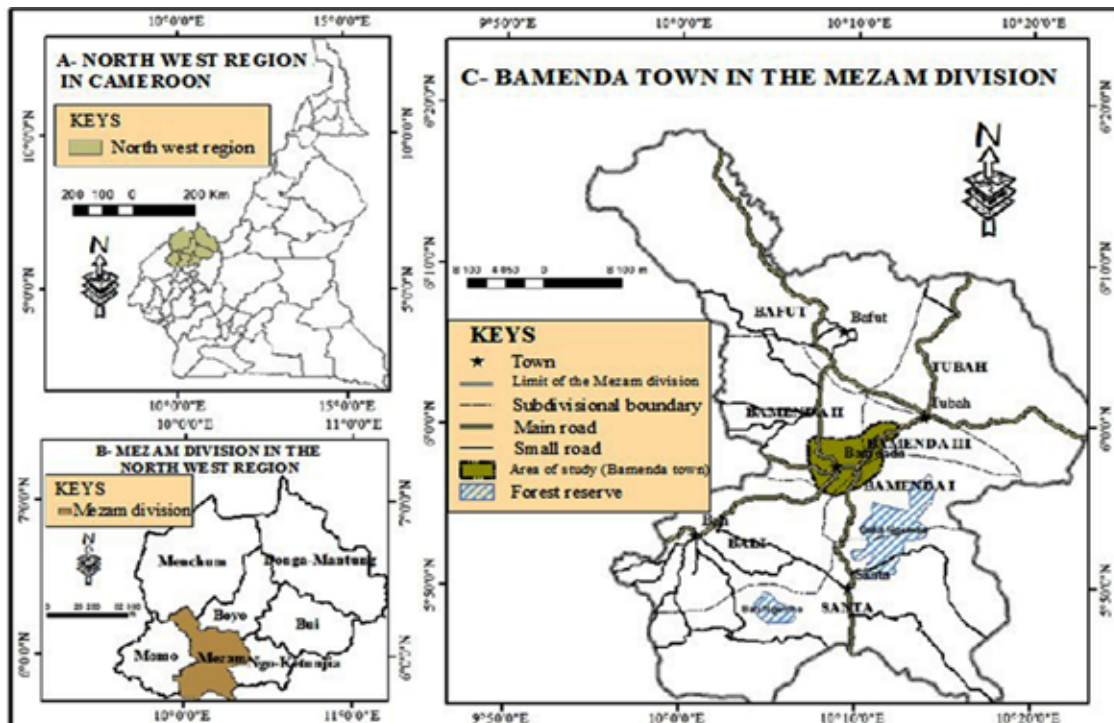 10°0'0"E 15°0'0"E
A- NORTH WEST REGION
IN CAMEROON
KEYS
North west region
200 100 0 200 Km
N
10°0'0"N
5°0'0"N
10°0'0"N
5°0'0"N
10°0'0"E 15°0'0"E
10°0'0"E 11°0'0"E
B- MEZAM DIVISION IN THE
NORTH WEST REGION
KEYS
Mezam division
N
7°0'0"N
6°0'0"N
7°0'0"N
Menchum
Donga-Mantung
Boyo
Bui
Momo
Mezam
Ngo-Ketunjia
10°0'0"E 11°0'0"E
9°50'0"E 10°0'0"E 10°10'0"E 10°20'0"E
C- BAMENDA TOWN IN THE MEZAM DIVISION
N
8 100 4 050 0 8 100 m
KEYS
Town
Limit of the Mezam division
Subdivisional boundary
Main road
Small road
Area of study (Bamenda town)
Forest reserve
BAFUT
Bafut
TUBAH
Tubah
BAMENDA II
BAMENDA III
Bamenda
BAMENDA I
Bali
BALI
Santa
SANTA
6°20'0"N
6°10'0"N
6°0'0"N
5°50'0"N
6°20'0"N
6°10'0"N
6°0'0"N
5°50'0"N
9°50'0"E 10°0'0"E 10°10'0"E 10°20'0"E